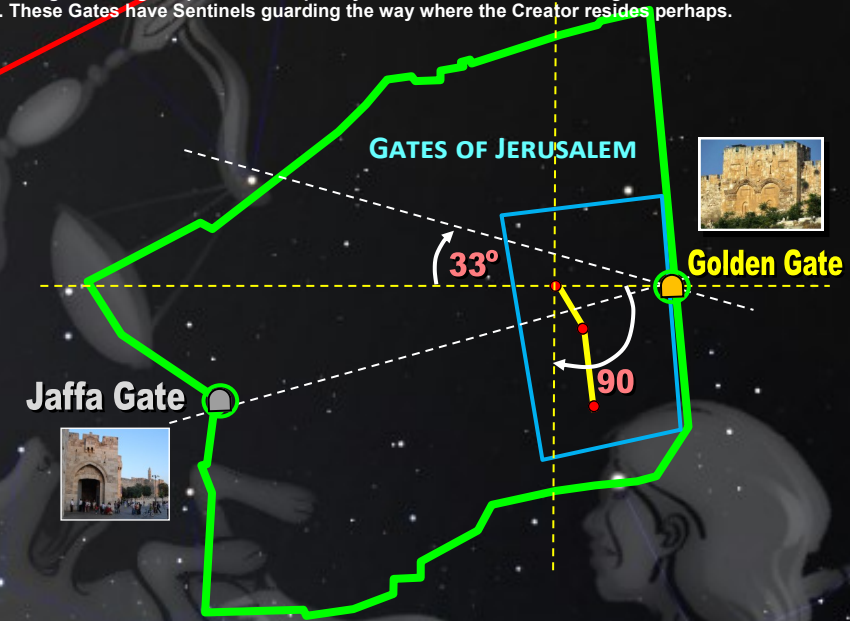 . These Gates have Sentinels guarding the way where the Creator resides perhaps.
GATES OF JERUSALEM
33º
Golden Gate
90
Jaffa Gate